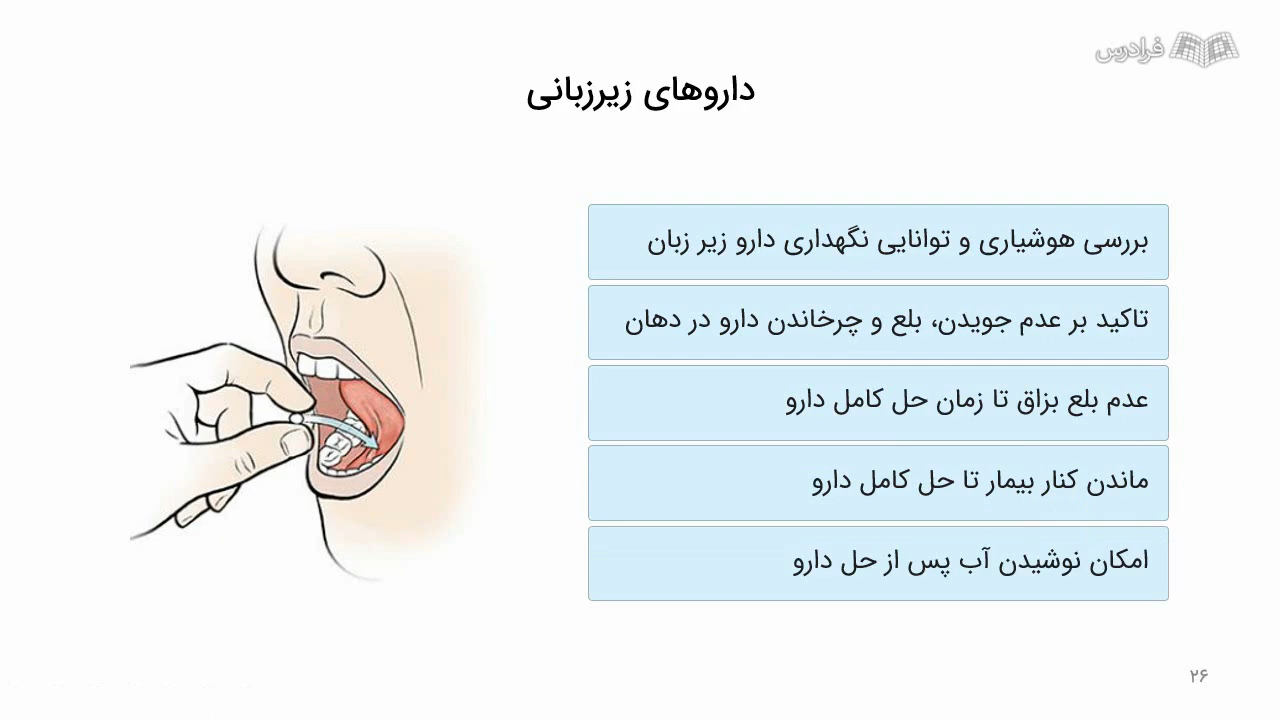 فرادرس
داروهای زیرزبانی
بررسی هوشیاری و توانایی نگهداری دارو زیر زبان
تاکید بر عدم جویدن، بلع و چرخاندن دارو در دهان
عدم بلع بزاق تا زمان حل کامل دارو
ماندن کنار بیمار تا حل کامل دارو
امکان نوشیدن آب پس از حل دارو
۲۶